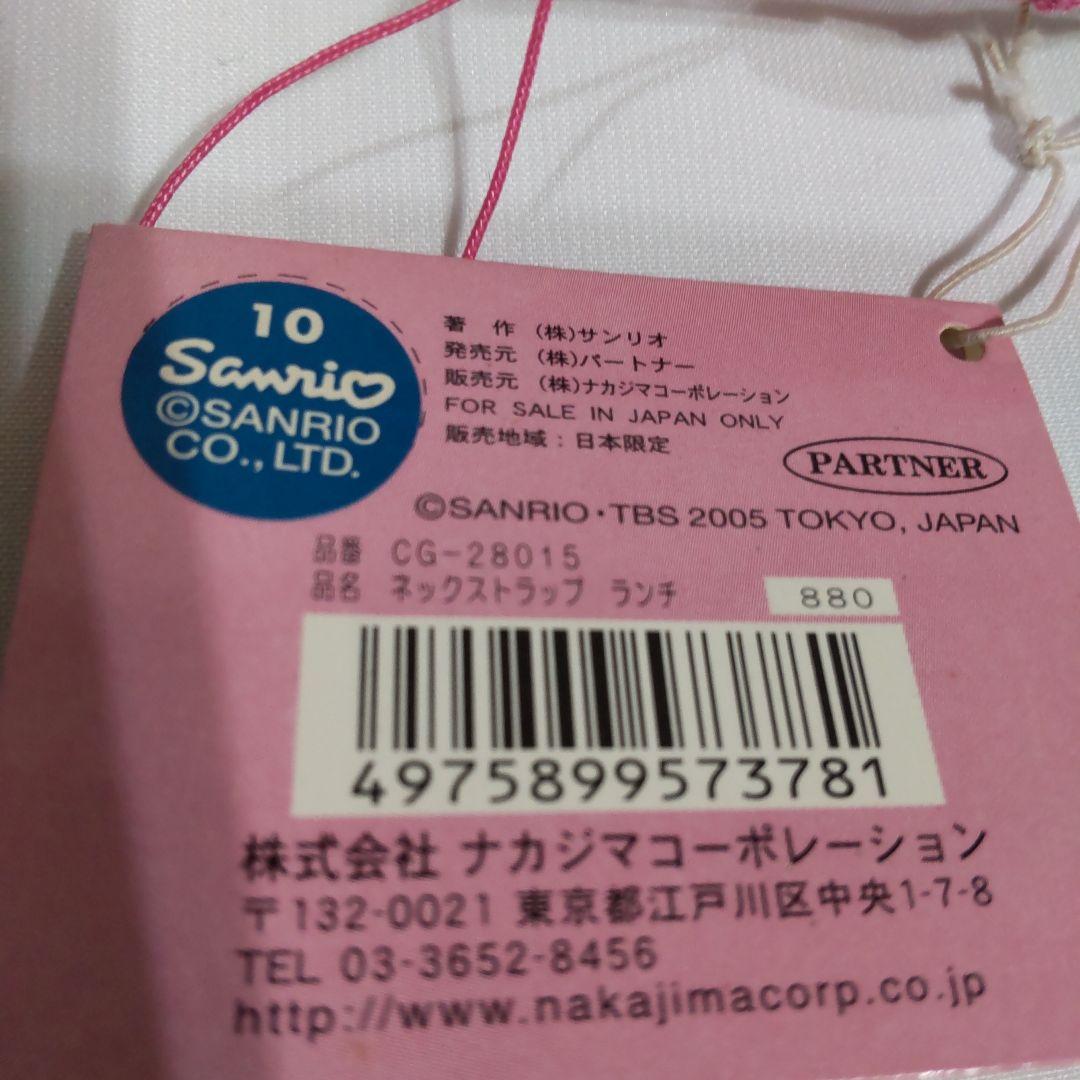 10
Sanrio
©SANRIO
CO., LTD.
著 作 (株)サンリオ
発売元 (株)パートナー
販売元 (株)ナカジマコーポレーション
FOR SALE IN JAPAN ONLY
販売地域：日本限定
PARTNER
©SANRIO・TBS 2005 TOKYO, JAPAN
品番 CG-28015
品名 ネックストラップ ランチ
880
4975899573781
株式会社 ナカジマコーポレーション
〒132-0021 東京都江戸川区中央1-7-8
TEL 03-3652-8456
http://www.nakajimacorp.co.jp